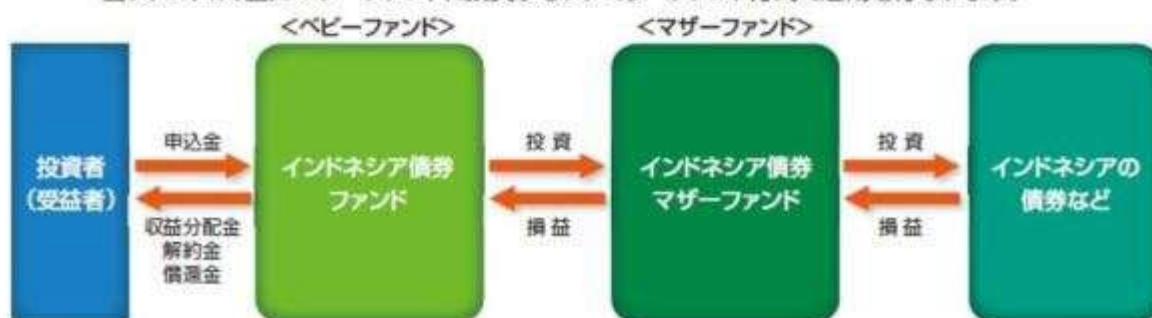 <ベビーファンド>
<マザーファンド>
投資者
(受益者)
申込金
収益分配金
解約金
償還金
インドネシア債券
ファンド
投資
損益
インドネシア債券
マザーファンド
投資
損益
インドネシアの
債券など